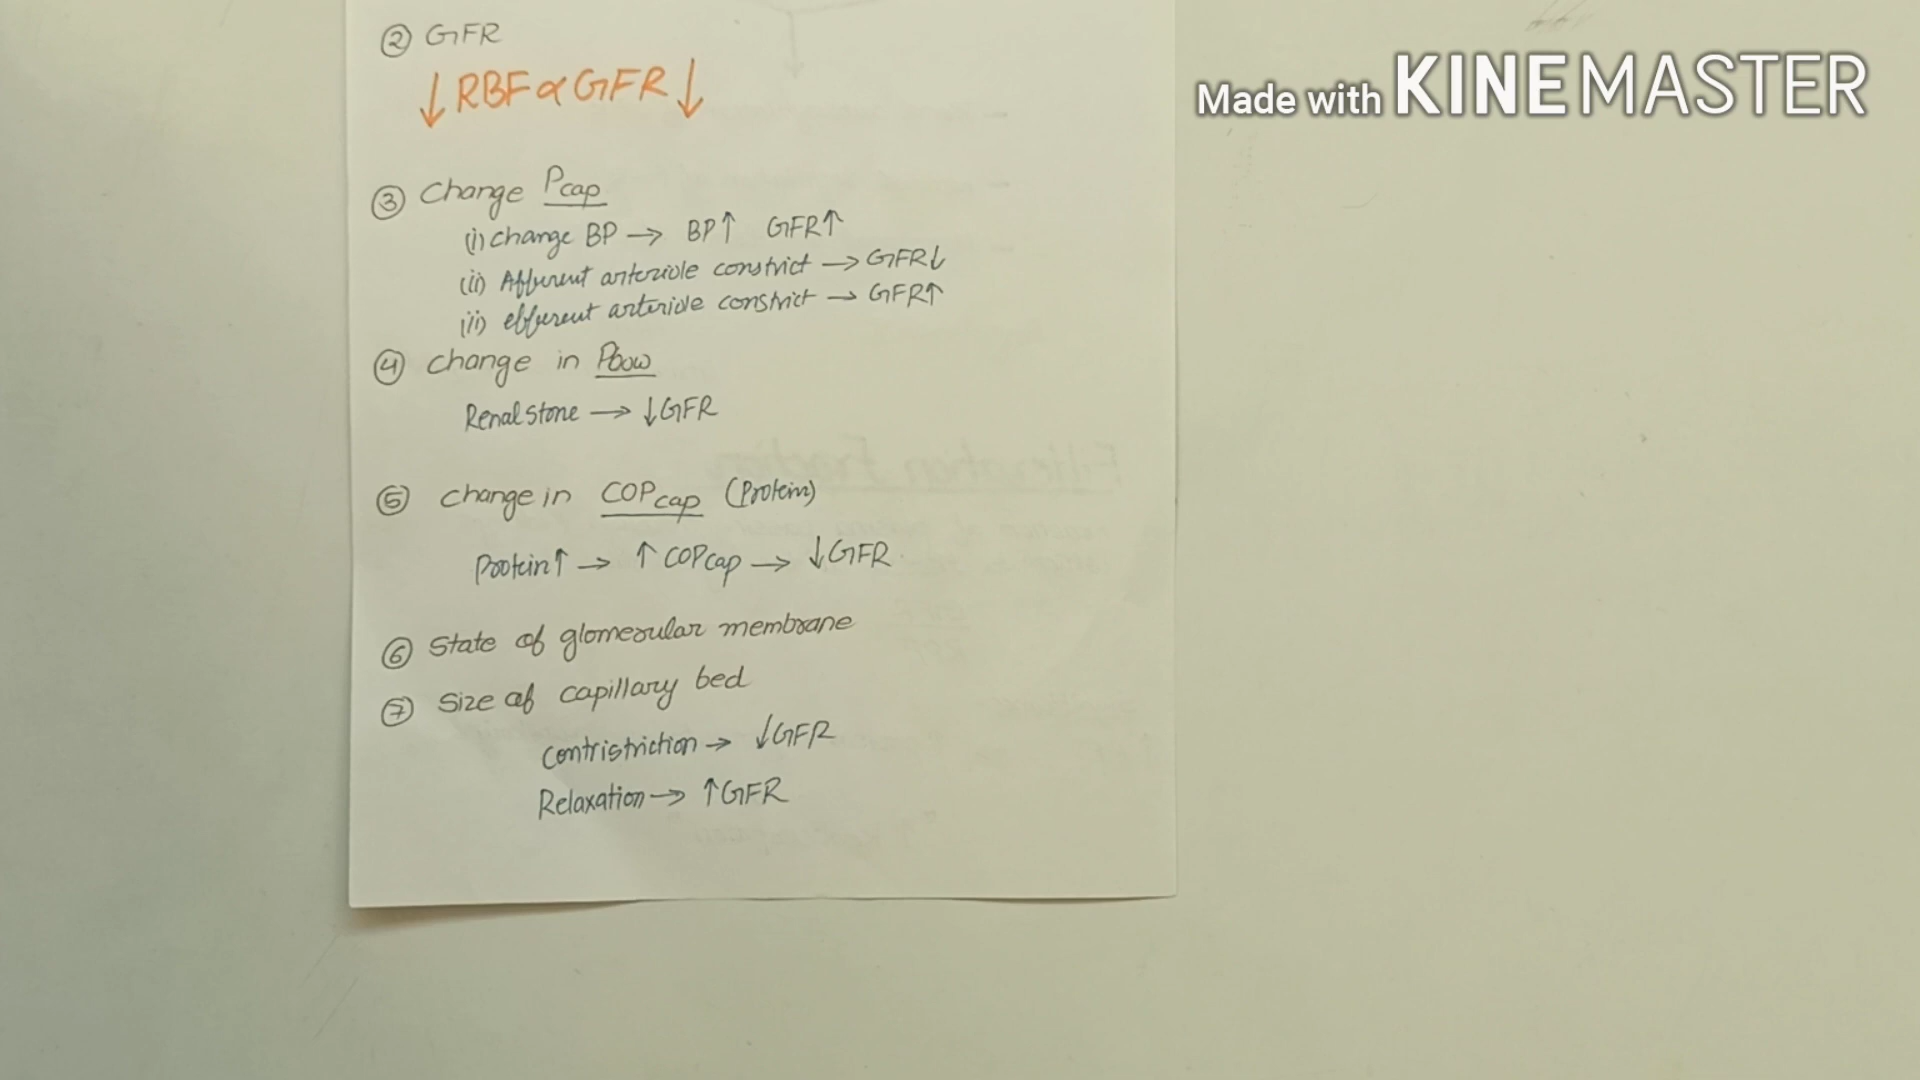 ② GFR
↓ RBF ∝ GFR ↓
Made with KINEMASTER
③ Change Pcap
(i) change BP → BP↑ GFR↑
(ii) Afferent arteriole constrict → GFR↓
(iii) efferent arteriole constrict → GFR↑
④ Change in Pbow
Renal stone → ↓GFR
⑤ Change in COPcap (Protein)
Protein↑ → ↑ COPcap → ↓GFR
⑥ State of glomerular membrane
⑦ Size of capillary bed
Contristriction → ↓GFR
Relaxation → ↑GFR
Filteration Fraction